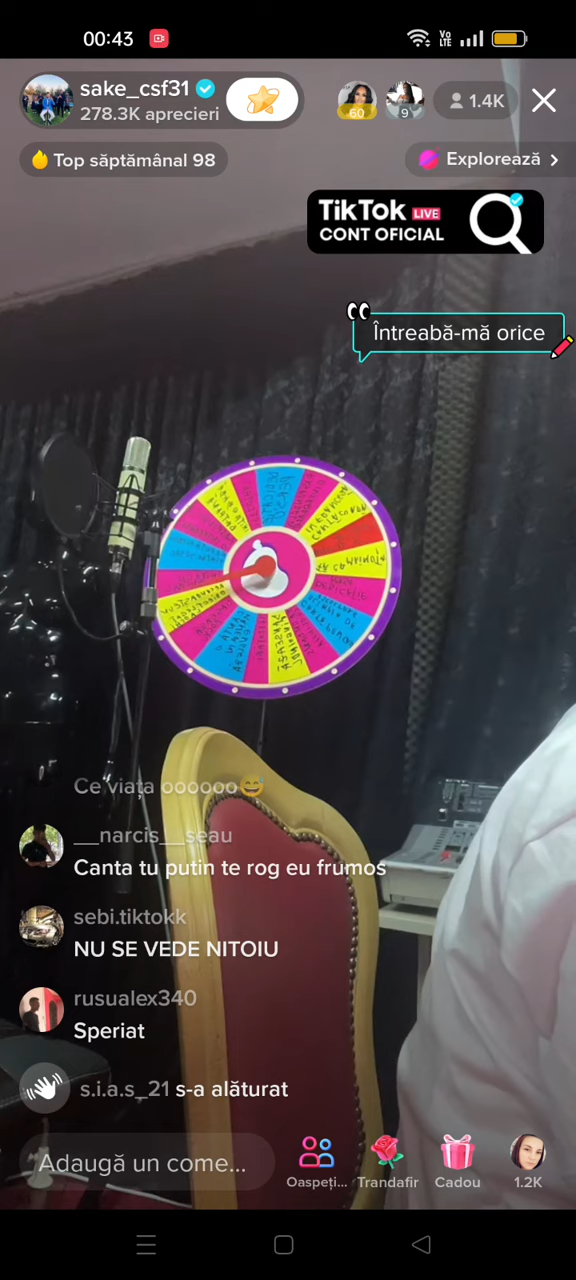 00:43
Vo
LTE
sake_csf31
278.3K aprecieri
60
9
1.4K
Top săptămânal 98
Explorează >
TikTok LIVE
CONT OFICIAL
Întreabă-mă orice
Ce viața oooooo😅
__narcis__seau
Canta tu putin te rog eu frumos
sebi.tiktokk
NU SE VEDE NITOIU
rusualex340
Speriat
s.i.a.s_21 s-a alăturat
Adaugă un come...
Oaspeți...
Trandafir
Cadou
1.2K